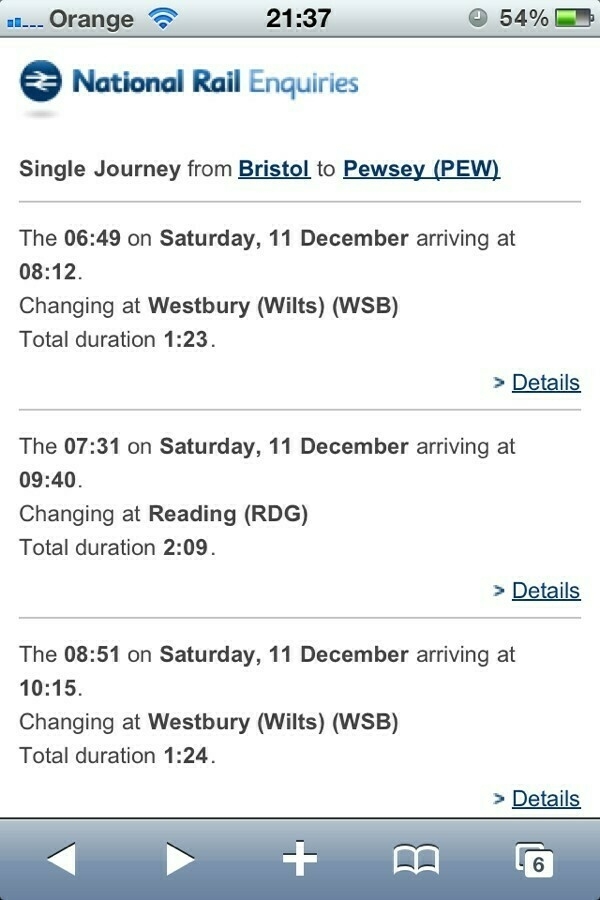 Orange 21:37 54%
National Rail Enquiries
Single Journey from Bristol to Pewsey (PEW)
The 06:49 on Saturday, 11 December arriving at
08:12.
Changing at Westbury (Wilts) (WSB)
Total duration 1:23.
> Details
The 07:31 on Saturday, 11 December arriving at
09:40.
Changing at Reading (RDG)
Total duration 2:09.
> Details
The 08:51 on Saturday, 11 December arriving at
10:15.
Changing at Westbury (Wilts) (WSB)
Total duration 1:24.
> Details
6